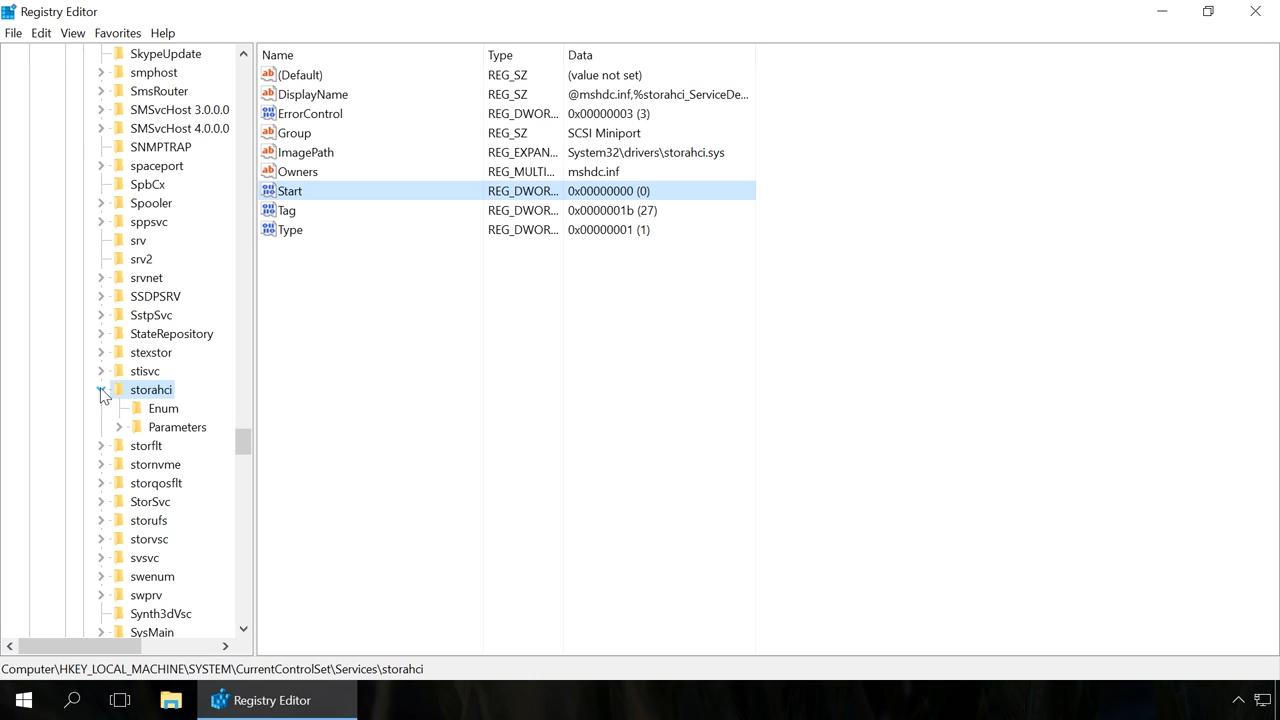 Registry Editor
File Edit View Favorites Help
SkypeUpdate
smphost
SmsRouter
SMSvcHost 3.0.0.0
SMSvcHost 4.0.0.0
SNMPTRAP
spaceport
SpbCx
Spooler
sppsvc
srv
srv2
srvnet
SSDPSRV
SstpSvc
StateRepository
stexstor
stisvc
storahci
Enum
Parameters
storflt
stornvme
storqosflt
StorSvc
storufs
storvsc
svsvc
swenum
swprv
Synth3dVsc
SysMain
Name Type Data
(Default) REG_SZ (value not set)
DisplayName REG_SZ @mshdc.inf,%storahci_ServiceDe...
ErrorControl REG_DWOR... 0x00000003 (3)
Group REG_SZ SCSI Miniport
ImagePath REG_EXPAN... System32\drivers\storahci.sys
Owners REG_MULTI... mshdc.inf
Start REG_DWOR... 0x00000000 (0)
Tag REG_DWOR... 0x0000001b (27)
Type REG_DWOR... 0x00000001 (1)
Computer\HKEY_LOCAL_MACHINE\SYSTEM\CurrentControlSet\Services\storahci
Registry Editor